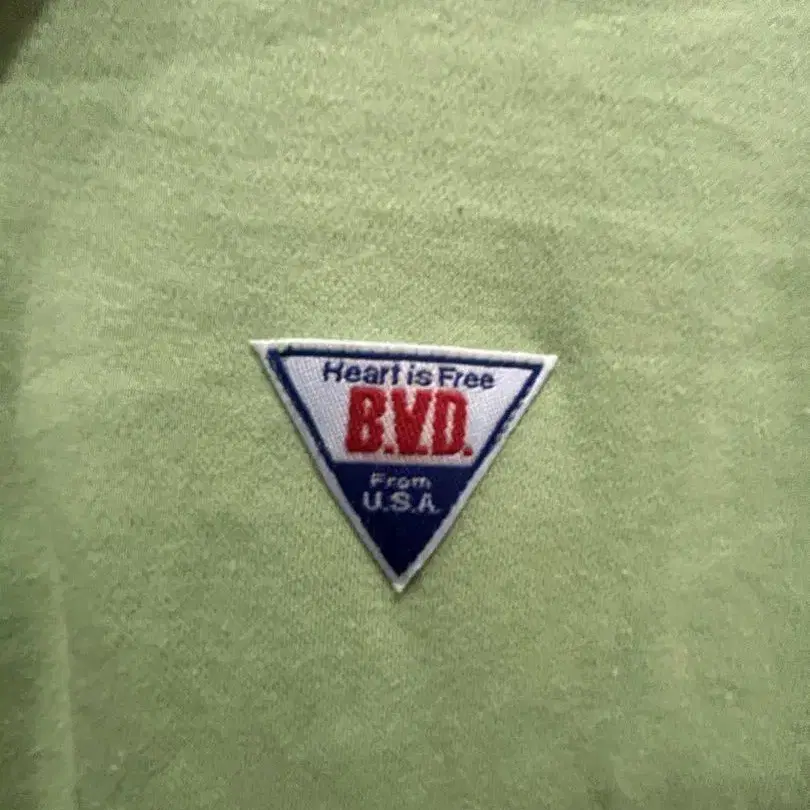 Heart is Free
B.V.D.
From
U.S.A.